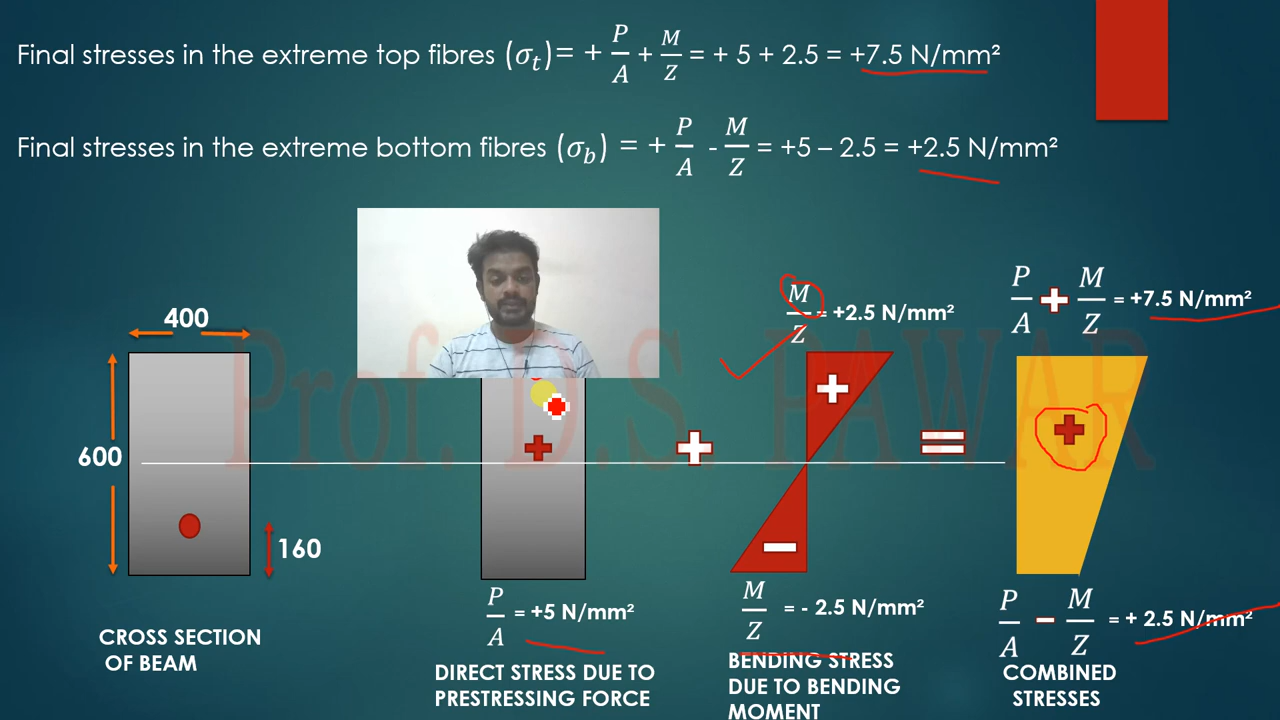 Final stresses in the extreme top fibres (σt)= + P/A + M/Z = + 5 + 2.5 = +7.5 N/mm²
Final stresses in the extreme bottom fibres (σb) = + P/A - M/Z = +5 – 2.5 = +2.5 N/mm²
P/A + M/Z = +7.5 N/mm²
M/Z = +2.5 N/mm²
400
+
Prof. D.S. PAWAR
+ + + = +
600
160
–
P/A = +5 N/mm²
M/Z = - 2.5 N/mm²
P/A - M/Z = + 2.5 N/mm²
CROSS SECTION
OF BEAM
DIRECT STRESS DUE TO
PRESTRESSING FORCE
BENDING STRESS
DUE TO BENDING
MOMENT
COMBINED
STRESSES